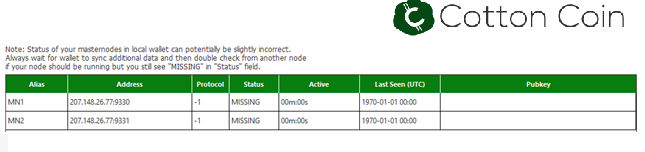 Cotton Coin
Note: Status of your masternodes in local wallet can potentially be slightly incorrect.
Always wait for wallet to sync additional data and then double check from another node
if your node should be running but you still see "MISSING" in "Status" field.
Alias Address Protocol Status Active Last Seen (UTC) Pubkey
MN1 207.148.26.77:9330 -1 MISSING 00m:00s 1970-01-01 00:00
MN2 207.148.26.77:9331 -1 MISSING 00m:00s 1970-01-01 00:00